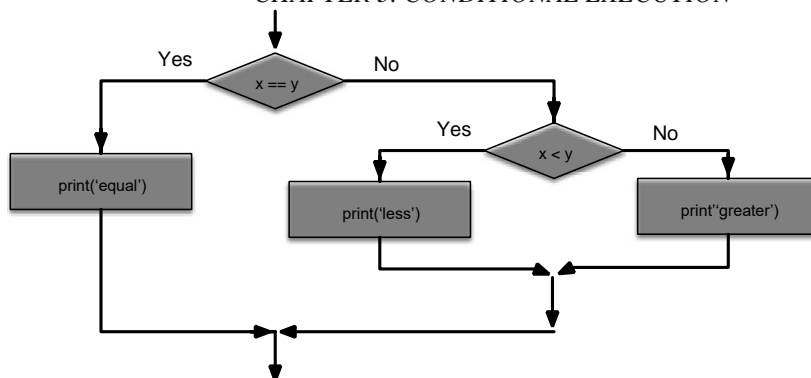 CHAPTER 3. CONDITIONAL EXECUTION
Yes
No
x == y
Yes
No
x < y
print(‘equal’)
print(‘less’)
print’‘greater’)